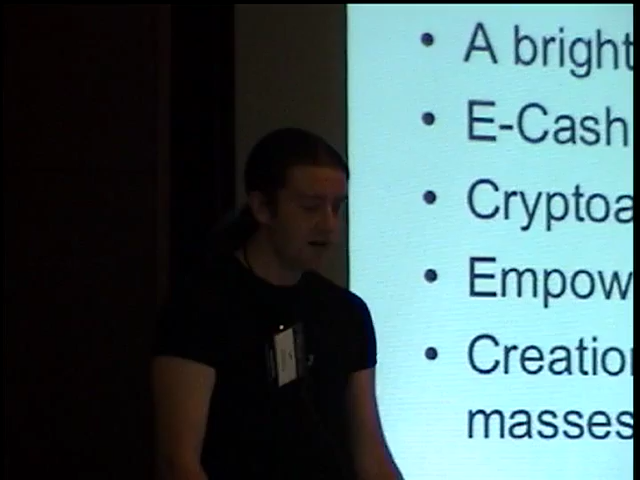 • A bright
• E-Cash
• Cryptoa
• Empow
• Creation
masses